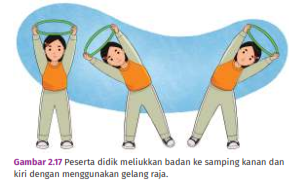 Gambar 2.17 Peserta didik meliukkan badan ke samping kanan dan
kiri dengan menggunakan gelang raja.